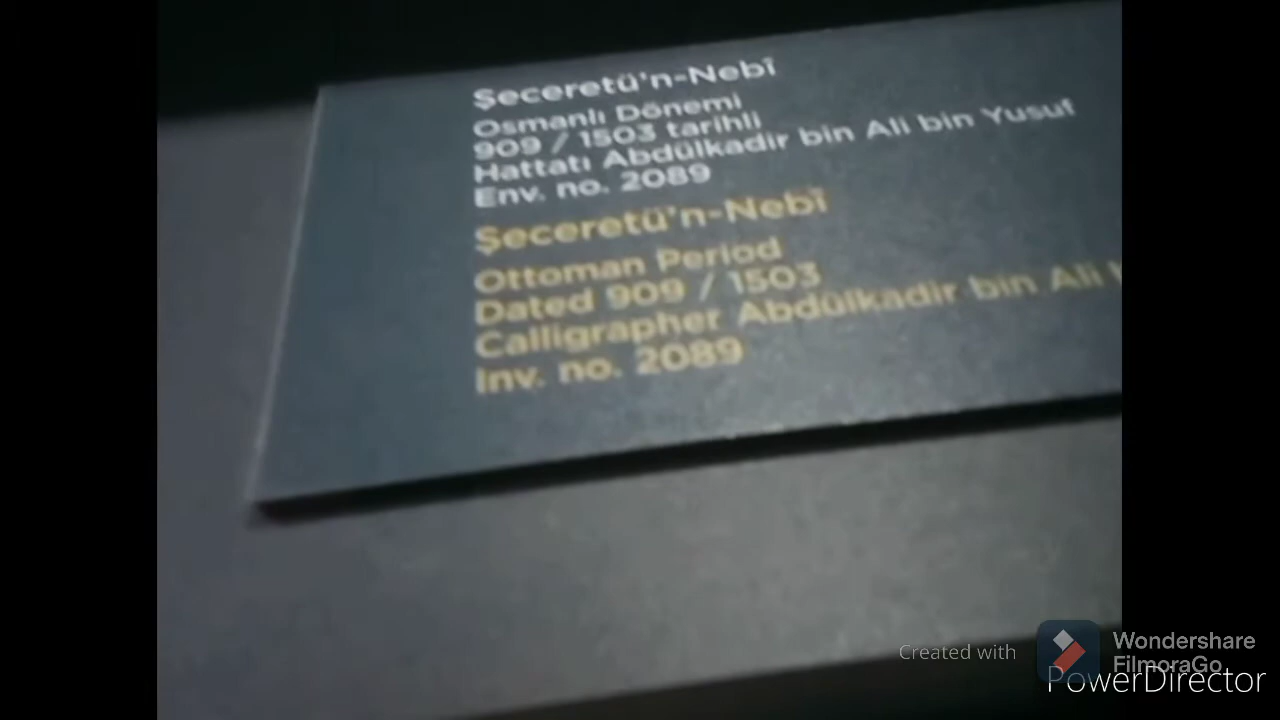 Şeceretü'n-Nebî
Osmanlı Dönemi
909 / 1503 tarihli
Hattatı Abdülkadir bin Ali bin Yusuf
Env. no. 2089
Şeceretü'n-Nebî
Ottoman Period
Dated 909 / 1503
Calligrapher Abdülkadir bin Ali
Inv. no. 2089
Created with
Wondershare
FilmoraGo
PowerDirector